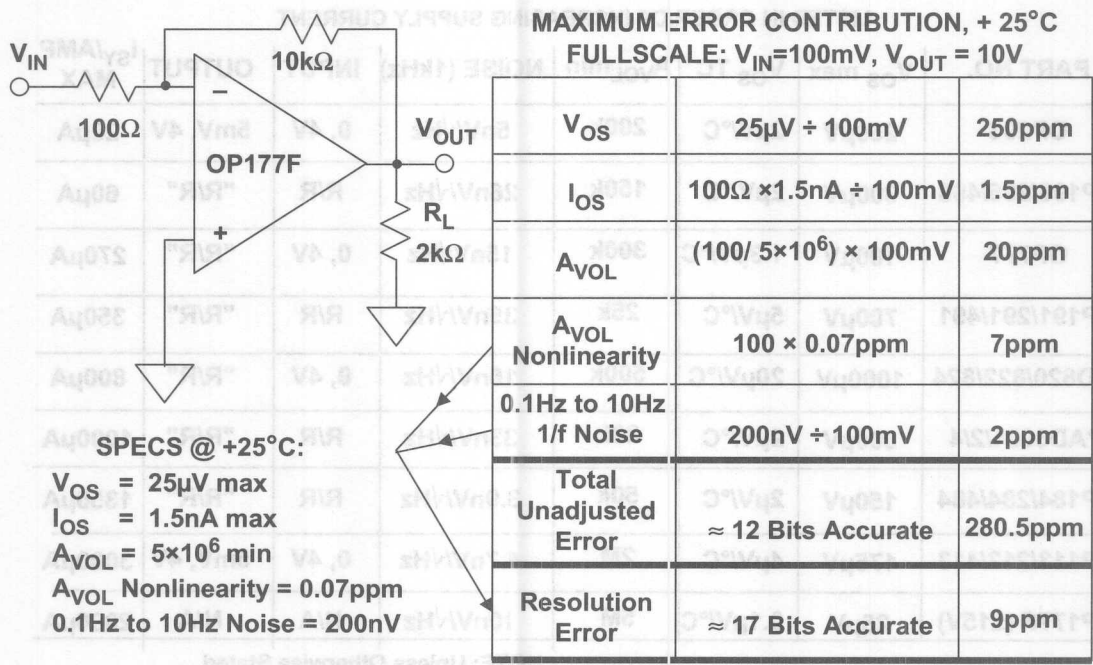 MAXIMUM ERROR CONTRIBUTION, + 25°C
FULLSCALE: V_IN=100mV, V_OUT = 10V
V_IN
100Ω
10kΩ
−
+
OP177F
V_OUT
R_L
2kΩ
V_OS 25μV ÷ 100mV 250ppm
I_OS 100Ω ×1.5nA ÷ 100mV 1.5ppm
A_VOL (100/ 5×10⁶) × 100mV 20ppm
A_VOL
Nonlinearity 100 × 0.07ppm 7ppm
0.1Hz to 10Hz
1/f Noise 200nV ÷ 100mV 2ppm
Total
Unadjusted
Error ≈ 12 Bits Accurate 280.5ppm
Resolution
Error ≈ 17 Bits Accurate 9ppm
SPECS @ +25°C:
V_OS = 25μV max
I_OS = 1.5nA max
A_VOL = 5×10⁶ min
A_VOL Nonlinearity = 0.07ppm
0.1Hz to 10Hz Noise = 200nV